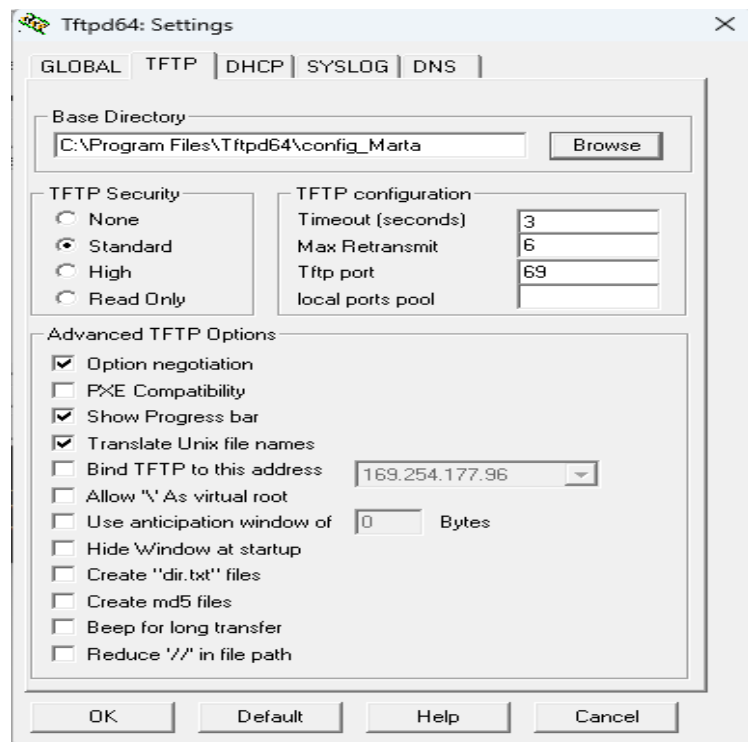 Tftpd64: Settings
GLOBAL TFTP DHCP SYSLOG DNS
Base Directory
C:\Program Files\Tftpd64\config_Marta Browse
TFTP Security
None
Standard
High
Read Only
TFTP configuration
Timeout (seconds) 3
Max Retransmit 6
Tftp port 69
local ports pool
Advanced TFTP Options
Option negotiation
PXE Compatibility
Show Progress bar
Translate Unix file names
Bind TFTP to this address 169.254.177.96
Allow '\' As virtual root
Use anticipation window of 0 Bytes
Hide Window at startup
Create "dir.txt" files
Create md5 files
Beep for long transfer
Reduce '//' in file path
OK Default Help Cancel